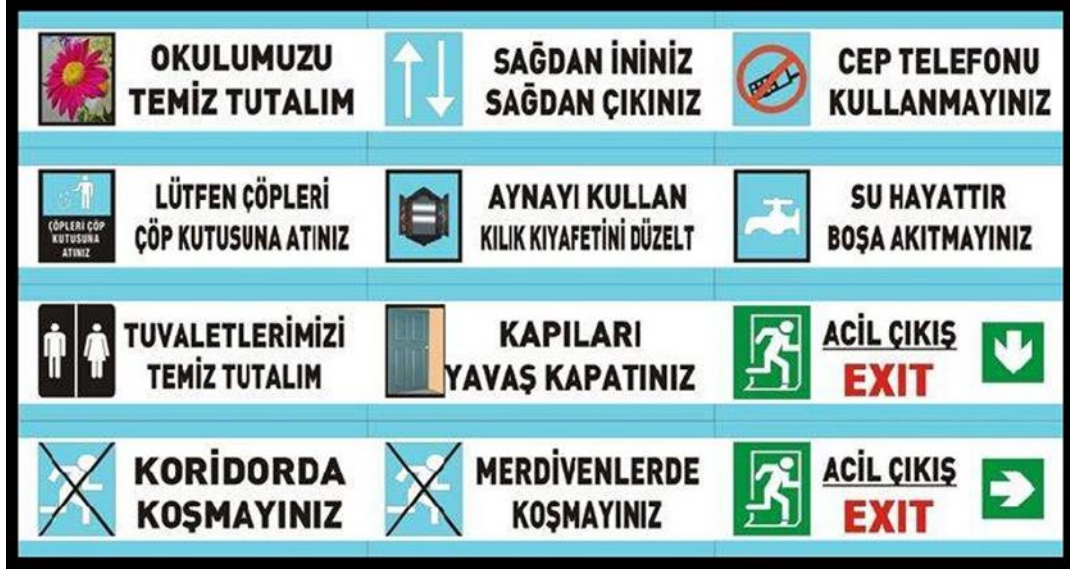 OKULUMUZU
TEMİZ TUTALIM
SAĞDAN İNİNİZ
SAĞDAN ÇIKINIZ
CEP TELEFONU
KULLANMAYINIZ
ÇÖPLERİ ÇÖP
KUTUSUNA
ATINIZ
LÜTFEN ÇÖPLERİ
ÇÖP KUTUSUNA ATINIZ
AYNAYI KULLAN
KILIK KIYAFETİNİ DÜZELT
SU HAYATTIR
BOŞA AKITMAYINIZ
TUVALETLERİMİZİ
TEMİZ TUTALIM
KAPILARI
YAVAŞ KAPATINIZ
ACİL ÇIKIŞ
EXIT
KORİDORDA
KOŞMAYINIZ
MERDİVENLERDE
KOŞMAYINIZ
ACİL ÇIKIŞ
EXIT